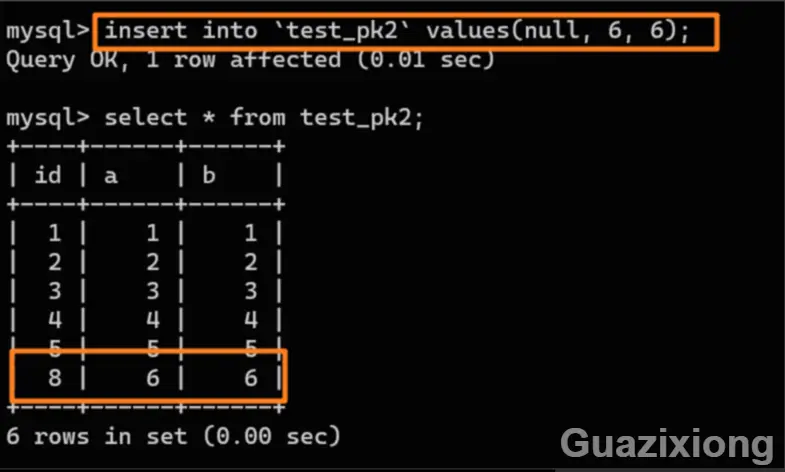 mysql> insert into `test_pk2` values(null, 6, 6);
Query OK, 1 row affected (0.01 sec)
mysql> select * from test_pk2;
+----+------+------+
| id | a    | b    |
+----+------+------+
|  1 |    1 |    1 |
|  2 |    2 |    2 |
|  3 |    3 |    3 |
|  4 |    4 |    4 |
|  5 |    5 |    5 |
|  8 |    6 |    6 |
+----+------+------+
6 rows in set (0.00 sec)
Guazixiong